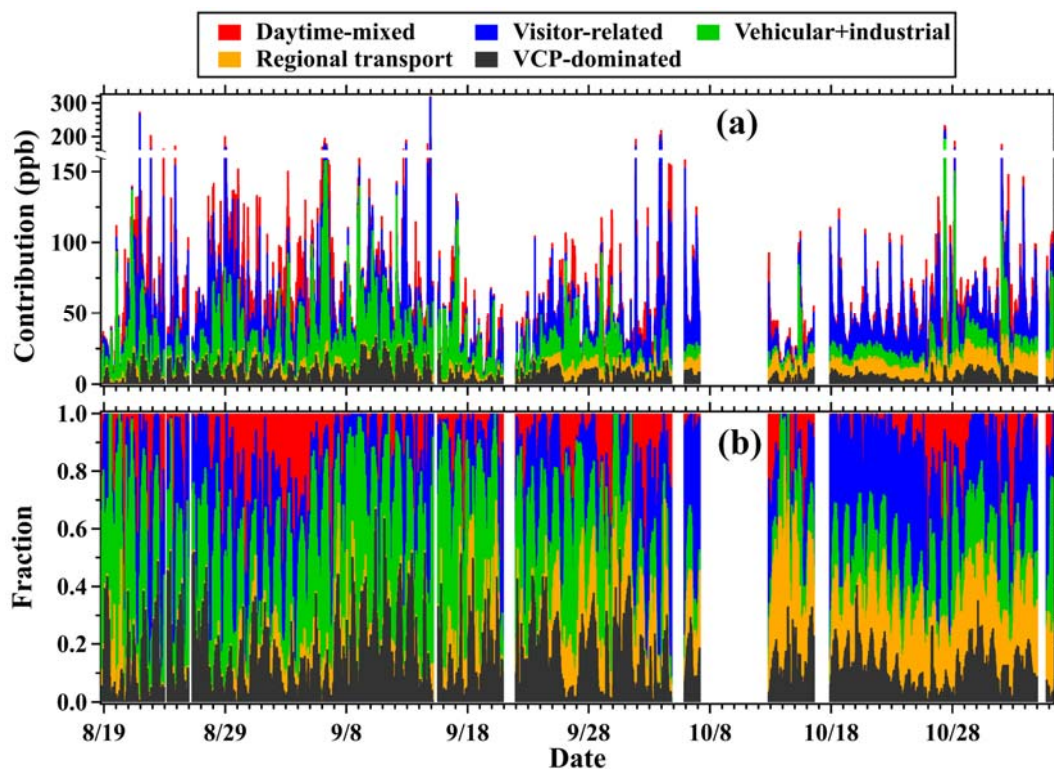 Daytime-mixed Visitor-related Vehicular+industrial
Regional transport VCP-dominated
(a)
Contribution (ppb)
300
200
150
100
50
0
(b)
Fraction
1.0
0.8
0.6
0.4
0.2
0.0
8/19 8/29 9/8 9/18 9/28 10/8 10/18 10/28
Date